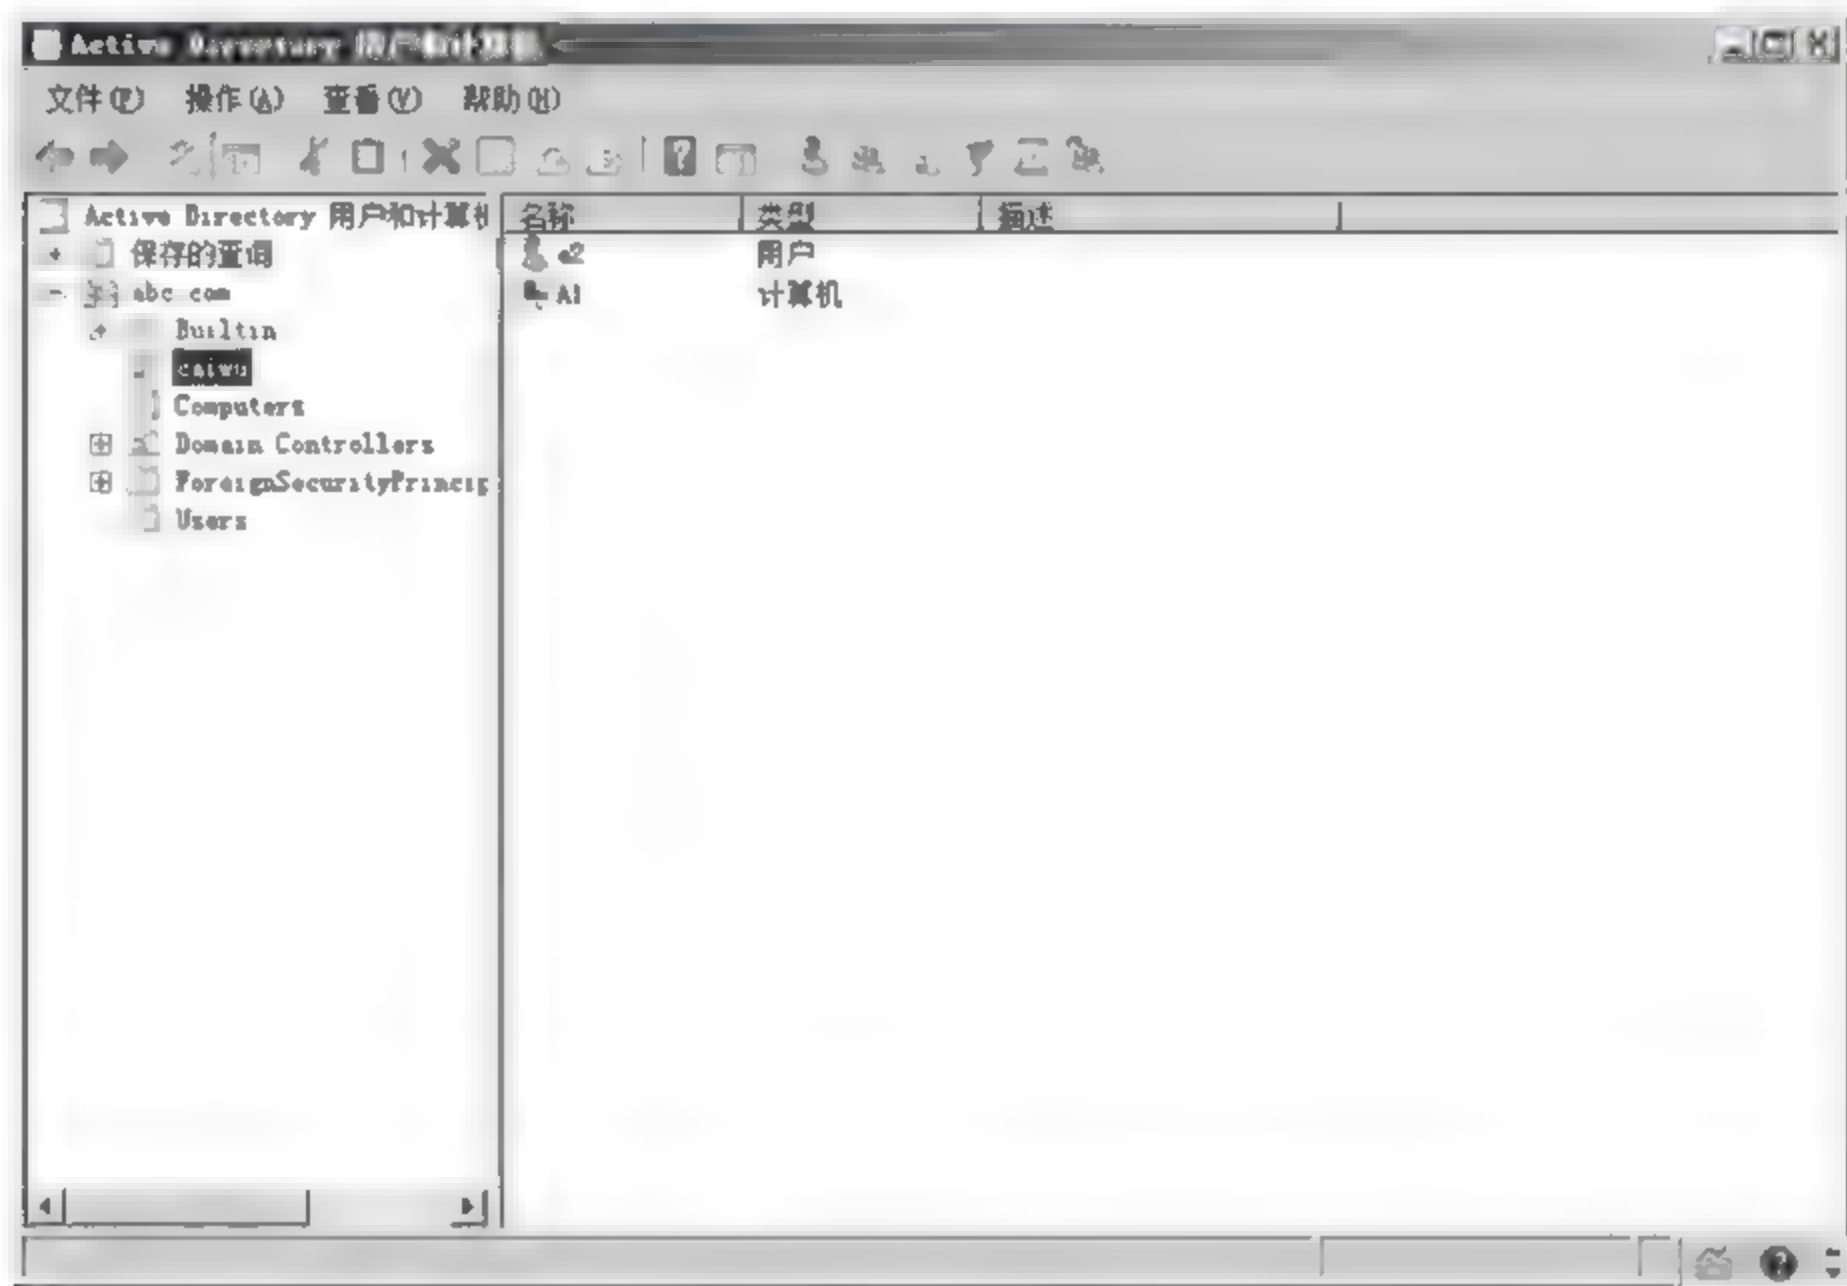 Active Directory 用户和计算机
文件(F) 操作(A) 查看(V) 帮助(H)
Active Directory 用户和计算机
保存的查询
abc.com
Builtin
caiwu
Computers
Domain Controllers
ForeignSecurityPrincip
Users
名称 类型 描述
a2 用户
A1 计算机